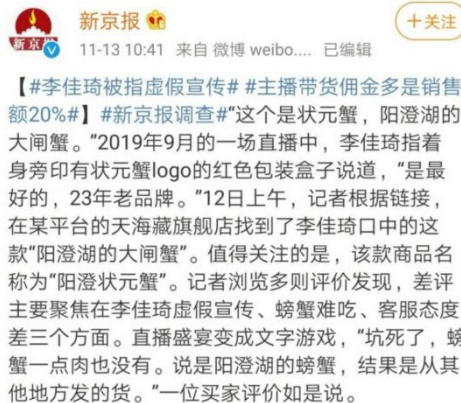 新京报
+关注
新京报
11-13 10:41 来自 微博 weibo.... 已编辑
【#李佳琦被指虚假宣传# #主播带货佣金多是销售
额20%#】#新京报调查#“这个是状元蟹，阳澄湖的
大闸蟹。”2019年9月的一场直播中，李佳琦指着
身旁印有状元蟹logo的红色包装盒子说道，“是最
好的，23年老品牌。”12日上午，记者根据链接，
在某平台的天海藏旗舰店找到了李佳琦口中的这
款“阳澄湖的大闸蟹”。值得关注的是，该款商品名
称为“阳澄状元蟹”。记者浏览多则评价发现，差评
主要聚焦在李佳琦虚假宣传、螃蟹难吃、客服态度
差三个方面。直播盛宴变成文字游戏，“坑死了，螃
蟹一点肉也没有。说是阳澄湖的螃蟹，结果是从其
他地方发的货。”一位买家评价如是说。